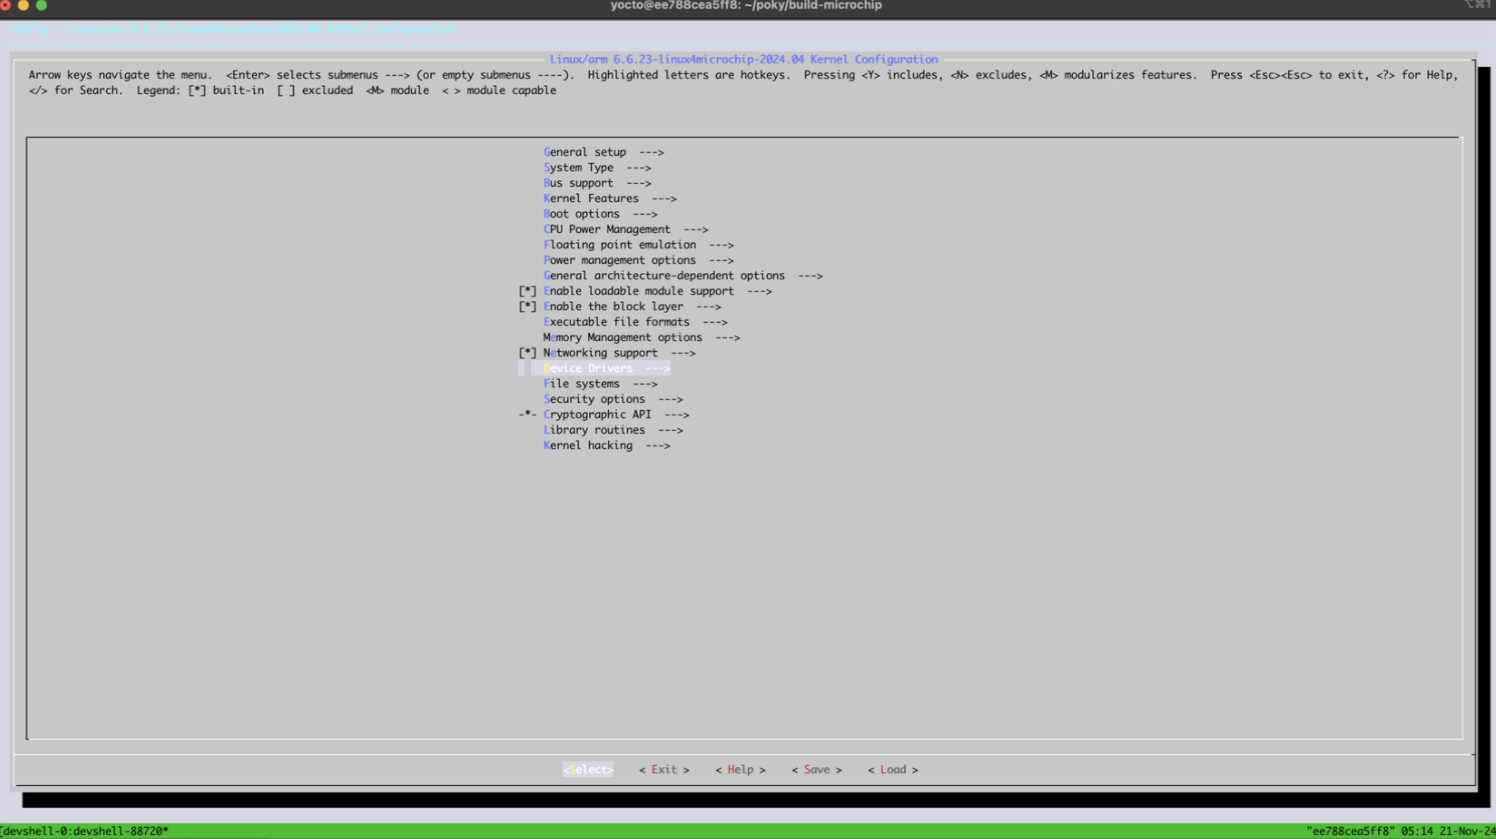 yocto@ee788cea5ff8: ~/poky/build-microchip
⌥⌘1
.config - Linux/arm 6.6.23-linux4microchip-2024.04 Kernel Configuration
Linux/arm 6.6.23-linux4microchip-2024.04 Kernel Configuration
Arrow keys navigate the menu.  <Enter> selects submenus ---> (or empty submenus ----).  Highlighted letters are hotkeys.  Pressing <Y> includes, <N> excludes, <M> modularizes features.  Press <Esc><Esc> to exit, <?> for Help,
</> for Search.  Legend: [*] built-in  [ ] excluded  <M> module  < > module capable
General setup  --->
System Type  --->
Bus support  --->
Kernel Features  --->
Boot options  --->
CPU Power Management  --->
Floating point emulation  --->
Power management options  --->
General architecture-dependent options  --->
[*] Enable loadable module support  --->
[*] Enable the block layer  --->
Executable file formats  --->
Memory Management options  --->
[*] Networking support  --->
Device Drivers  --->
File systems  --->
Security options  --->
-*- Cryptographic API  --->
Library routines  --->
Kernel hacking  --->
<Select>    < Exit >    < Help >    < Save >    < Load >
[devshell-0:devshell-88720* "ee788cea5ff8" 05:14 21-Nov-24